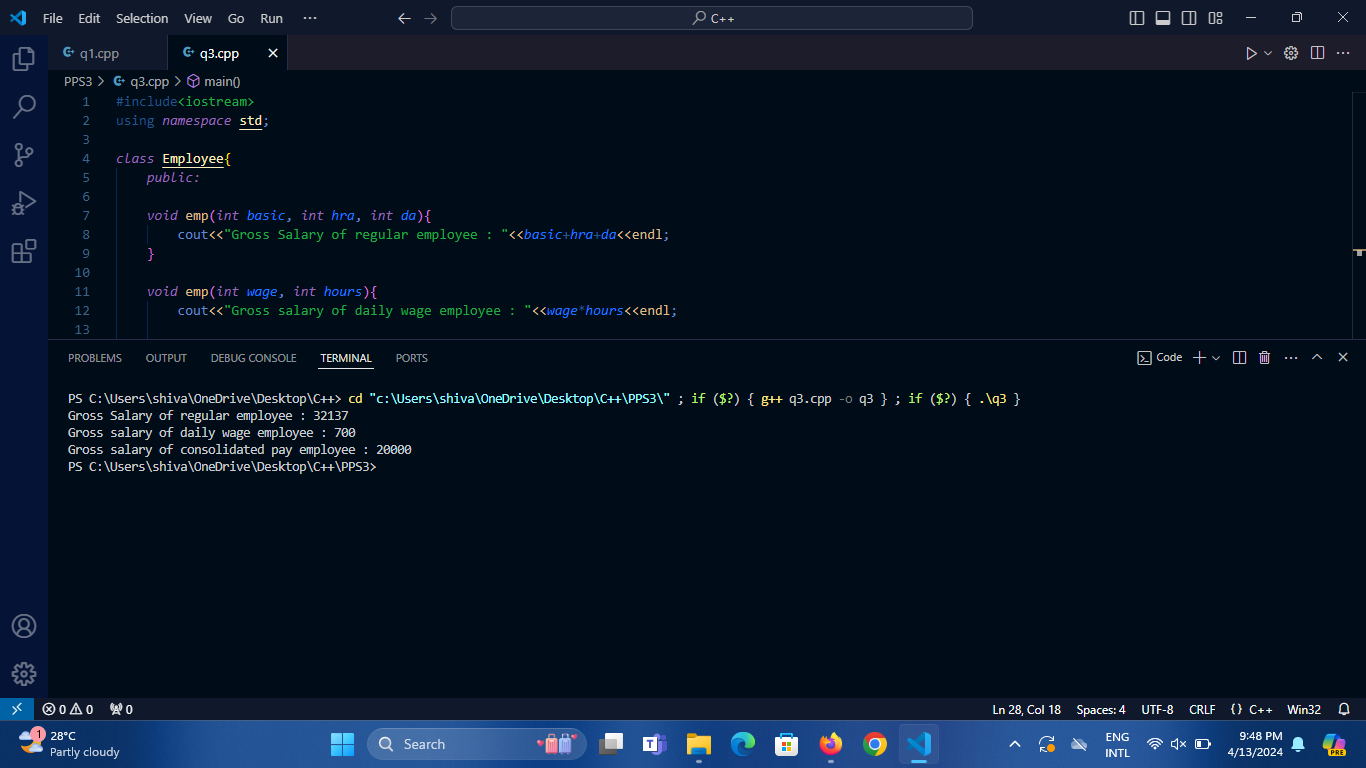 File Edit Selection View Go Run ··· C++
q1.cpp q3.cpp
PPS3 > q3.cpp > main()
1 #include<iostream>
2 using namespace std;
3
4 class Employee{
5 public:
6
7 void emp(int basic, int hra, int da){
8 cout<<"Gross Salary of regular employee : "<<basic+hra+da<<endl;
9 }
10
11 void emp(int wage, int hours){
12 cout<<"Gross salary of daily wage employee : "<<wage*hours<<endl;
13
PROBLEMS OUTPUT DEBUG CONSOLE TERMINAL PORTS Code
PS C:\Users\shiva\OneDrive\Desktop\C++> cd "c:\Users\shiva\OneDrive\Desktop\C++\PPS3\" ; if ($?) { g++ q3.cpp -o q3 } ; if ($?) { .\q3 }
Gross Salary of regular employee : 32137
Gross salary of daily wage employee : 700
Gross salary of consolidated pay employee : 20000
PS C:\Users\shiva\OneDrive\Desktop\C++\PPS3>
0 0 0 Ln 28, Col 18 Spaces: 4 UTF-8 CRLF {} C++ Win32
1 28°C
Partly cloudy
Search
T
ENG
INTL
9:48 PM
4/13/2024
PRE